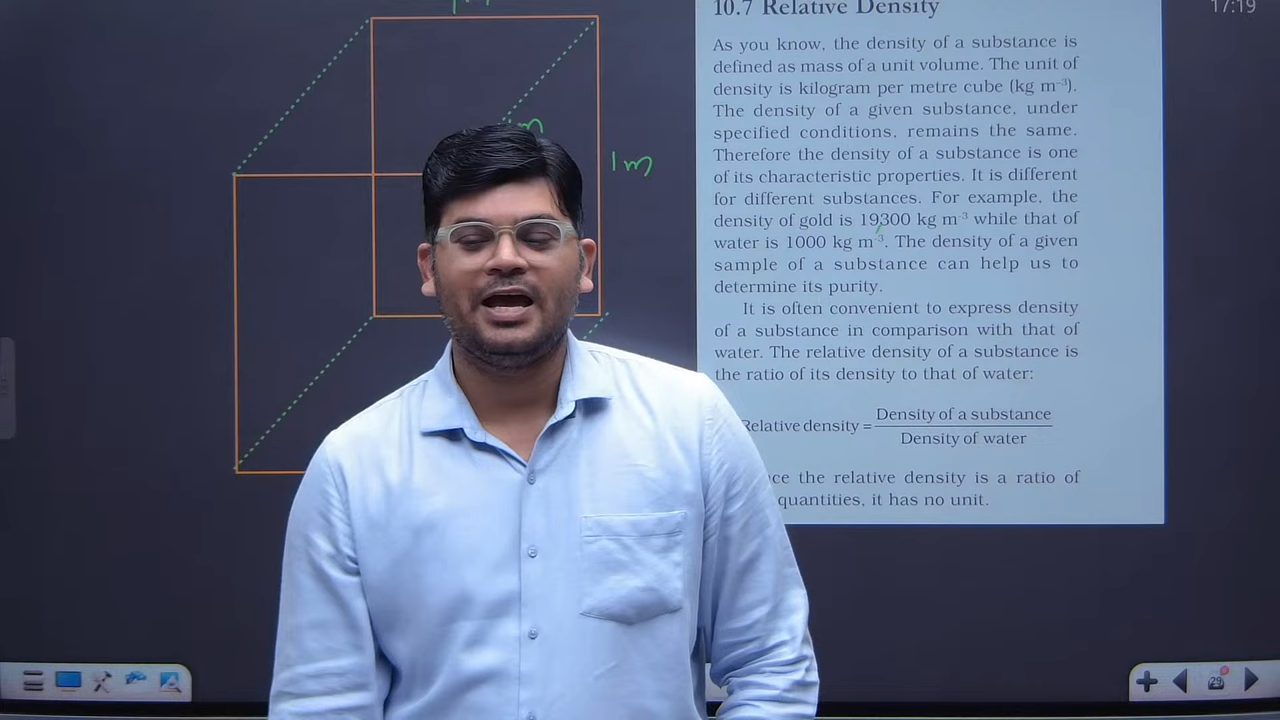 10.7 Relative Density
17:19
As you know, the density of a substance is
defined as mass of a unit volume. The unit of
density is kilogram per metre cube (kg m⁻³).
The density of a given substance, under
specified conditions, remains the same.
Therefore the density of a substance is one
of its characteristic properties. It is different
for different substances. For example, the
density of gold is 19300 kg m⁻³ while that of
water is 1000 kg m⁻³. The density of a given
sample of a substance can help us to
determine its purity.
It is often convenient to express density
of a substance in comparison with that of
water. The relative density of a substance is
the ratio of its density to that of water:
Relative density = Density of a substance
Density of water
the relative density is a ratio of
quantities, it has no unit.
1m
29